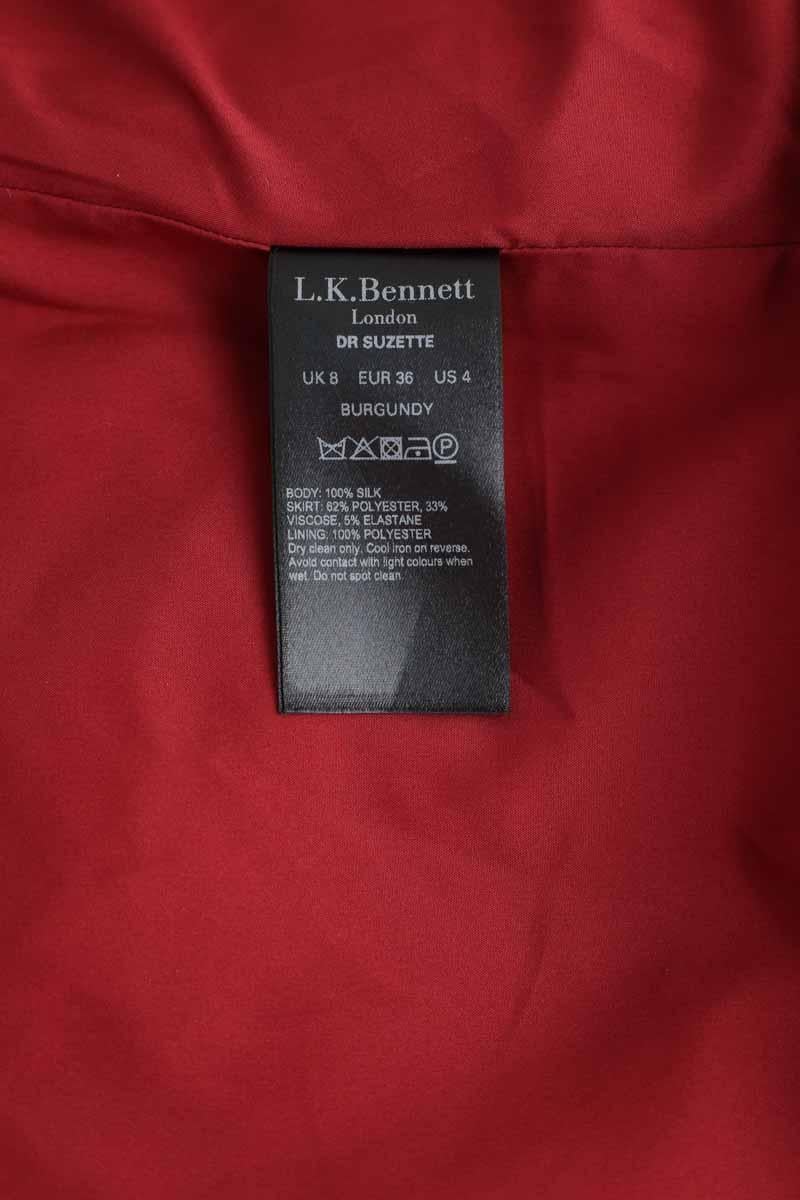 L.K.Bennett
London
DR SUZETTE
UK 8 EUR 36 US 4
BURGUNDY
P
BODY: 100% SILK
SKIRT: 62% POLYESTER, 33%
VISCOSE, 5% ELASTANE
LINING: 100% POLYESTER
Dry clean only. Cool iron on reverse.
Avoid contact with light colours when
wet. Do not spot clean.